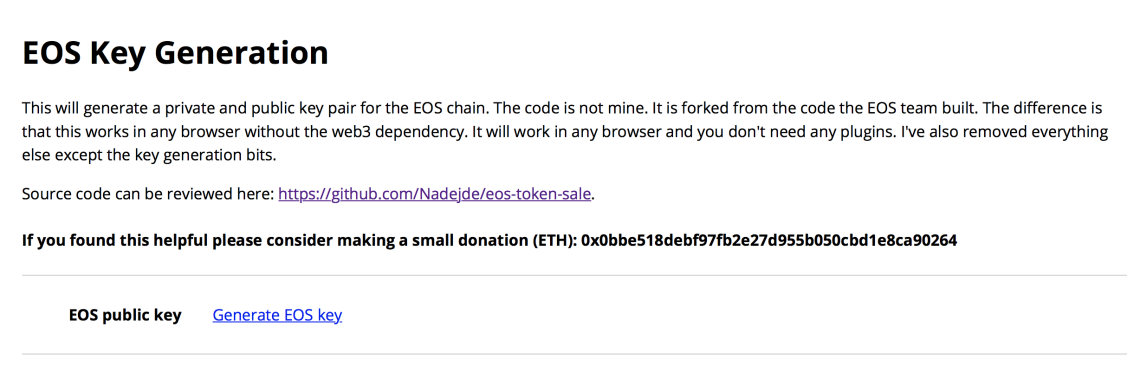 EOS Key Generation
This will generate a private and public key pair for the EOS chain. The code is not mine. It is forked from the code the EOS team built. The difference is
that this works in any browser without the web3 dependency. It will work in any browser and you don't need any plugins. I've also removed everything
else except the key generation bits.
Source code can be reviewed here: https://github.com/Nadejde/eos-token-sale.
If you found this helpful please consider making a small donation (ETH): 0x0bbe518debf97fb2e27d955b050cbd1e8ca90264
EOS public key Generate EOS key